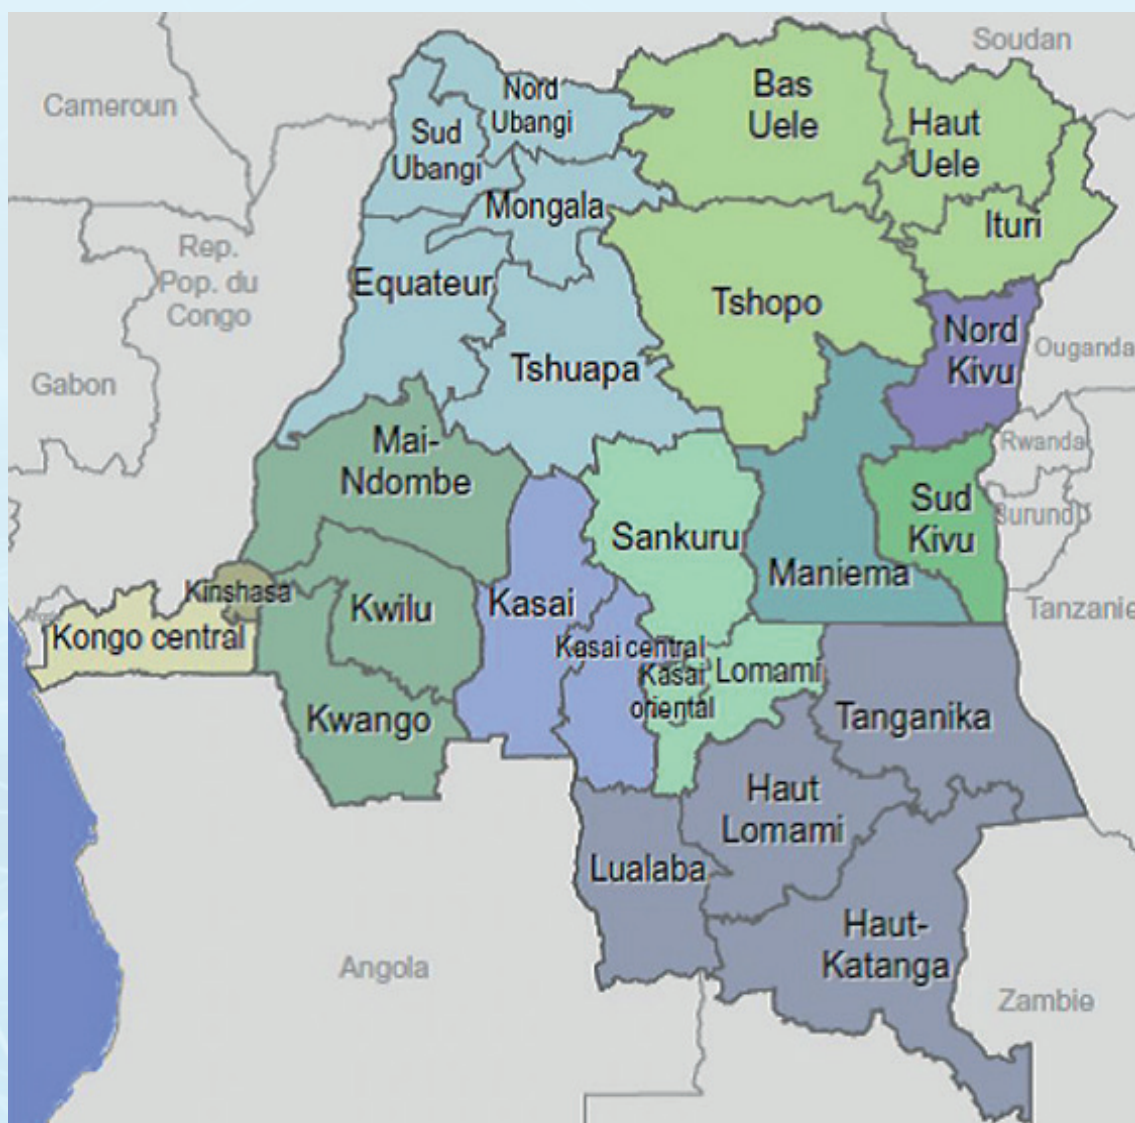 Soudan
Cameroun
Nord
Ubangi
Bas
Uele
Sud
Ubangi
Haut
Uele
Mongala
Ituri
Rep.
Pop. du
Congo
Equateur
Tshopo
Nord
Kivu
Ouganda
Gabon
Tshuapa
Mai-
Ndombe
Rwanda
Sud
Kivu
Burundi
Sankuru
Maniema
Kinshasa
Kwilu
Kasai
Tanzanie
Kongo central
Kasai central
Kasai
oriental
Lomami
Kwango
Tanganika
Haut
Lomami
Lualaba
Haut-
Katanga
Angola
Zambie